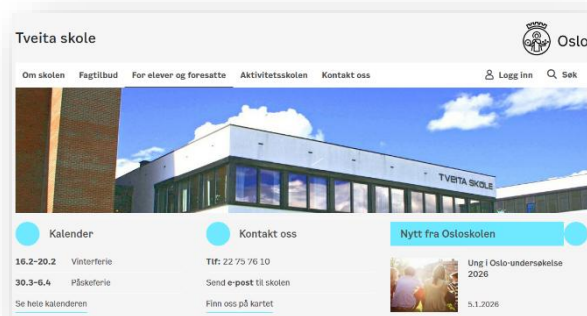 Tveita skole
Oslo
Om skolen Fagtilbud For elever og foresatte Aktivitetsskolen Kontakt oss Logg inn Søk
TVEITA SKOLE
Kalender
16.2-20.2 Vinterferie
30.3-6.4 Påskeferie
Se hele kalenderen
Kontakt oss
Tlf: 22 75 76 10
Send e-post til skolen
Finn oss på kartet
Nytt fra Osloskolen
Ung i Oslo-undersøkelse
2026
5.1.2026